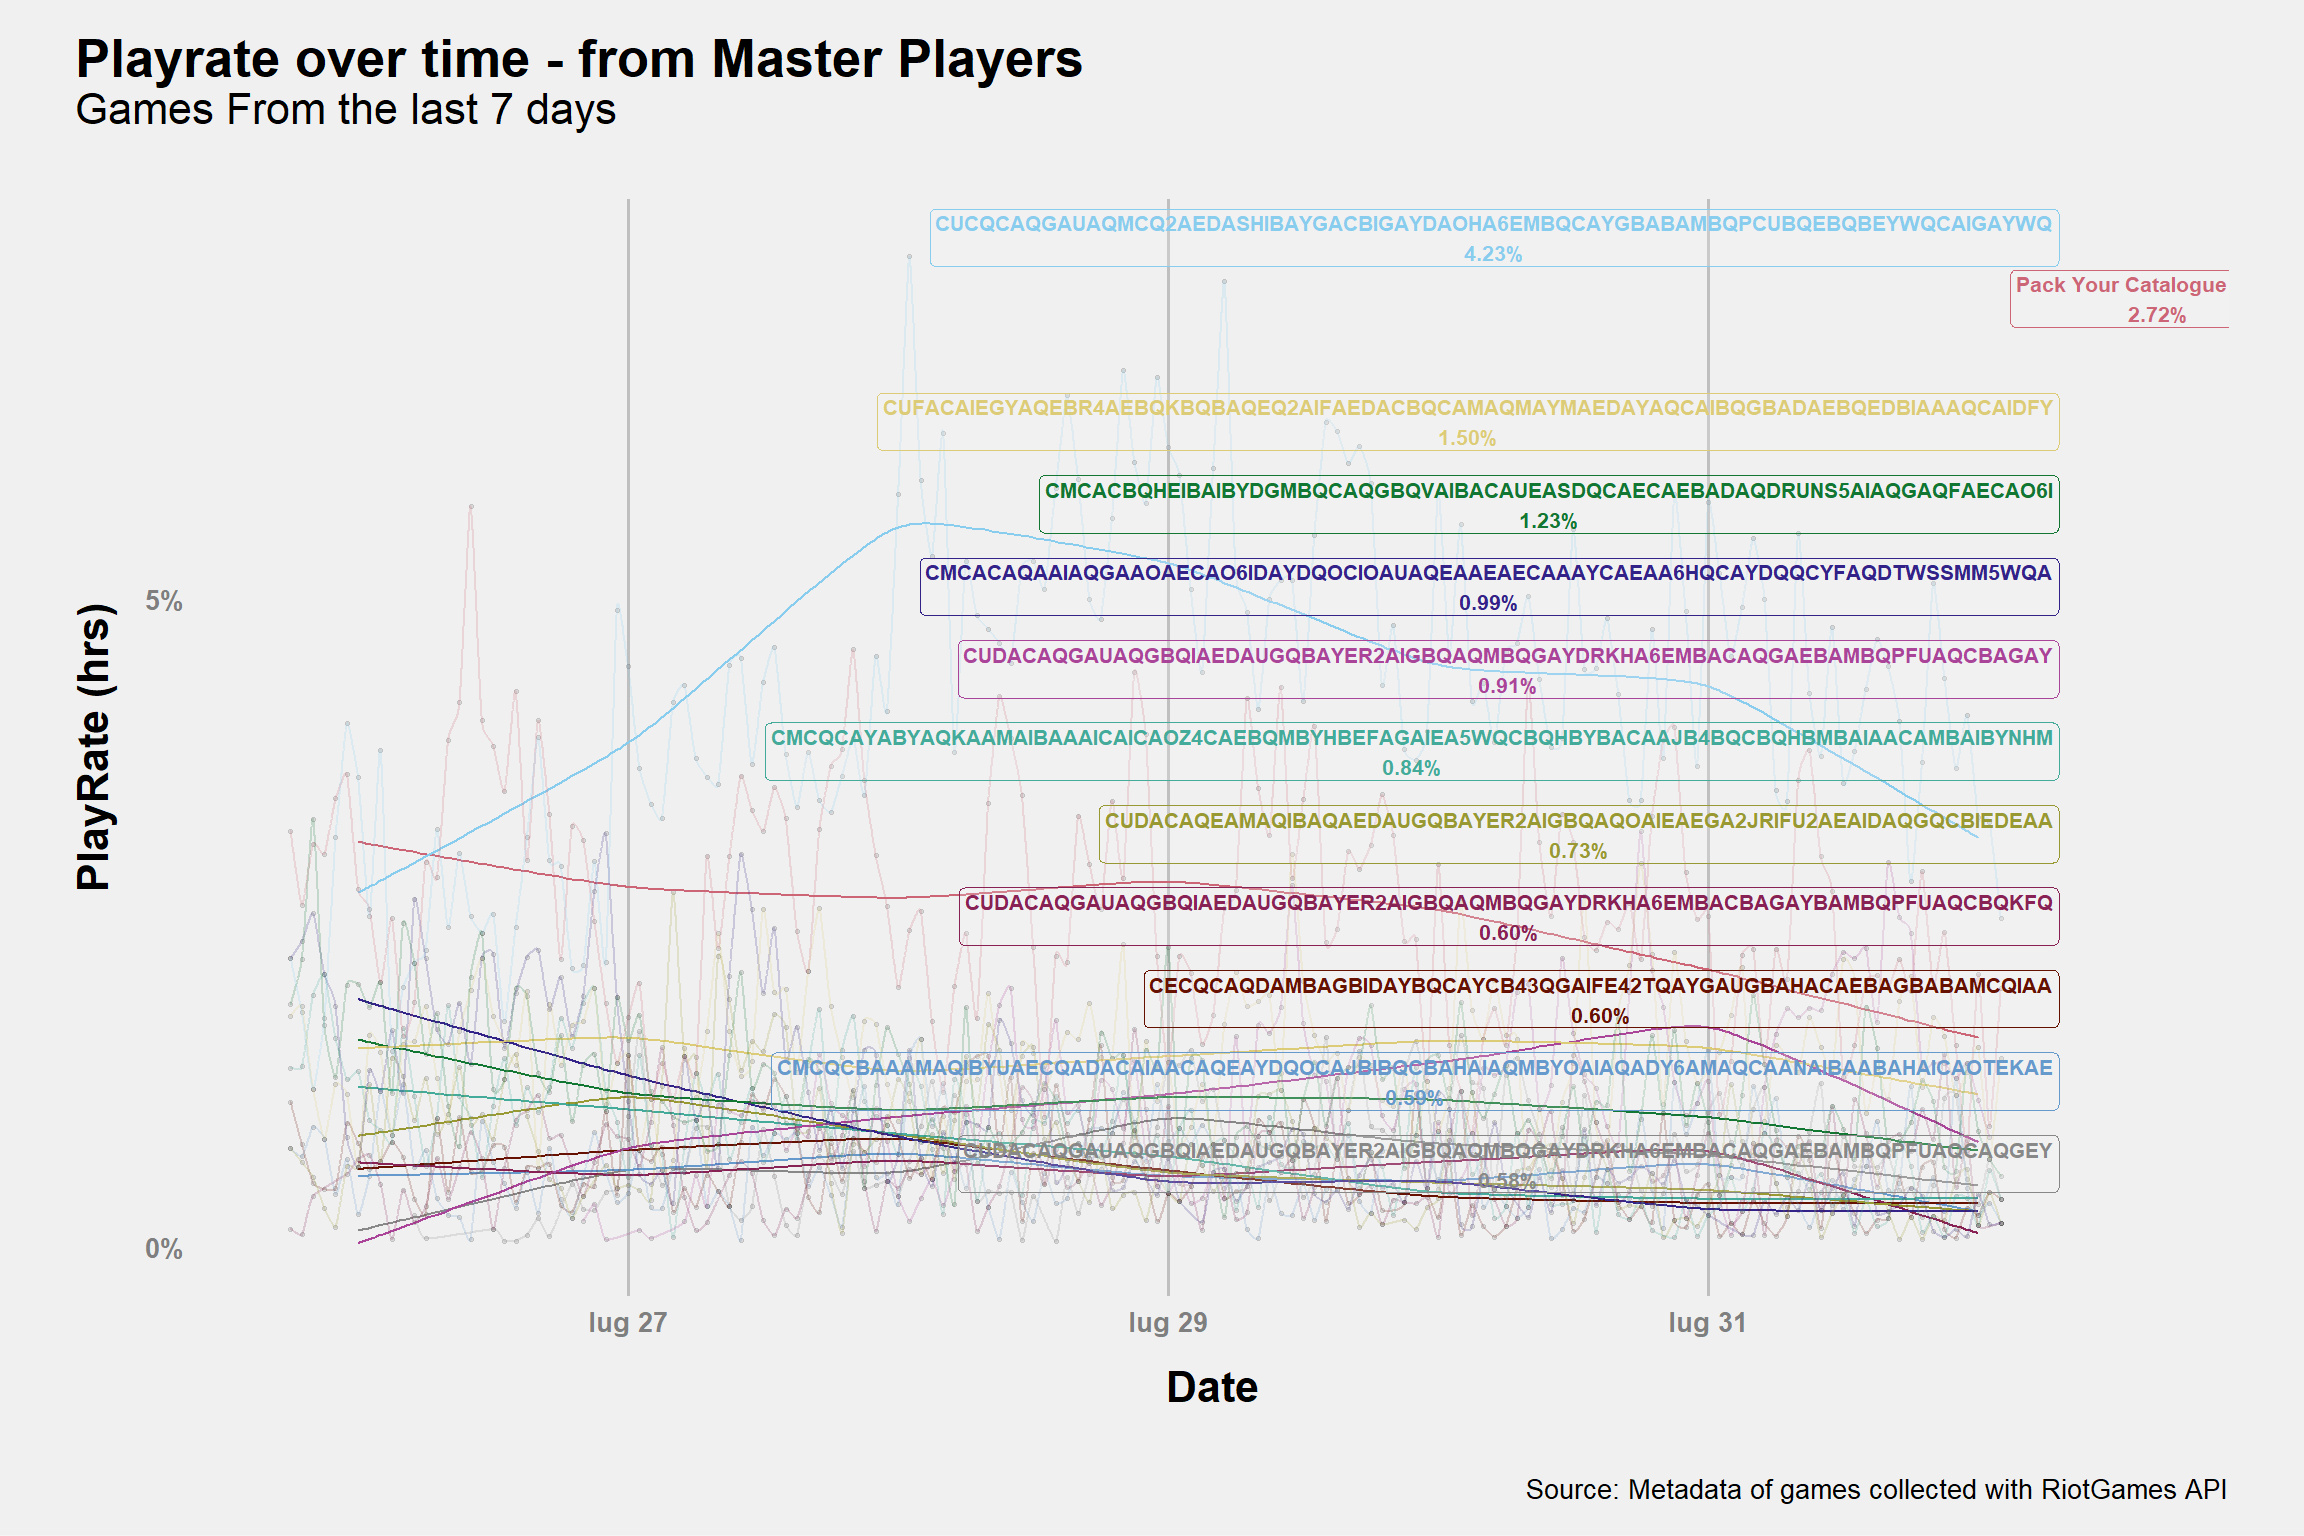 Playrate over time - from Master Players
Games From the last 7 days
CUCQCAQGAUAQMCQ2AEDASHIBAYGACBIGAYDAOHA6EMBQCAYGBABAMBQPCUBQEBQBEYWQCAIGAYWQ
4.23%
Pack Your Catalogue
2.72%
CUFACAIEGYAQEBR4AEBQKBQBAQEQ2AIFAEDACBQCAMAQMAYMAEDAYAQCAIBQGBADAEBQEDBIAAAQCAIDFY
1.50%
CMCACBQHEIBAIBYDGMBQCAQGBQVAIBACAUEASDQCAECAEBADAQDRUNS5AIAQGAQFAECAO6I
1.23%
CMCACAQAAIAQGAAOAECAO6IDAYDQOCIOAUAQEAAEAECAAAYCAEAA6HQCAYDQQCYFAQDTWSSMM5WQA
0.99%
CUDACAQGAUAQGBQIAEDAUGQBAYER2AIGBQAQMBQGAYDRKHA6EMBACAQGAEBAMBQPFUAQCBAGAY
0.91%
CMCQCAYABYAQKAAMAIBAAAICAICAOZ4CAEBQMBYHBEFAGAIEA5WQCBQHBYBACAAJB4BQCBQHBMBAIAACAMBAIBYNHM
0.84%
CUDACAQEAMAQIBAQAEDAUGQBAYER2AIGBQAQOAIEAEGA2JRIFU2AEAIDAQGQCBIEDEAA
0.73%
5%
CUDACAQGAUAQGBQIAEDAUGQBAYER2AIGBQAQMBQGAYDRKHA6EMBACBAGAYBAMBQPFUAQCBQKFQ
0.60%
CECQCAQDAMBAGBIDAYBQCAYCB43QGAIFE42TQAYGAUGBAHACAEBAGBABAMCQIAA
0.60%
CMCQCBAAAMAQIBYUAECQADACAIAACAQEAYDQOCAJBIBQCBAHAIAQMBYOAIAQADY6AMAQCAANAIBAABAHAICAOTEKAE
0.59%
CUDACAQGAUAQGBQIAEDAUGQBAYER2AIGBQAQMBQGAYDRKHA6EMBACAQGAEBAMBQPFUAQCAQGEY
0.58%
0%
PlayRate (hrs)
lug 27
lug 29
lug 31
Date
Source: Metadata of games collected with RiotGames API